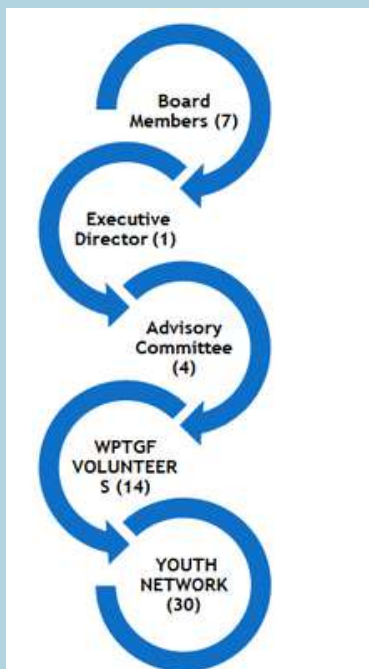 Board
Members (7)
Executive
Director (1)
Advisory
Committee
(4)
WPTGF
VOLUNTEER
S (14)
YOUTH
NETWORK
(30)